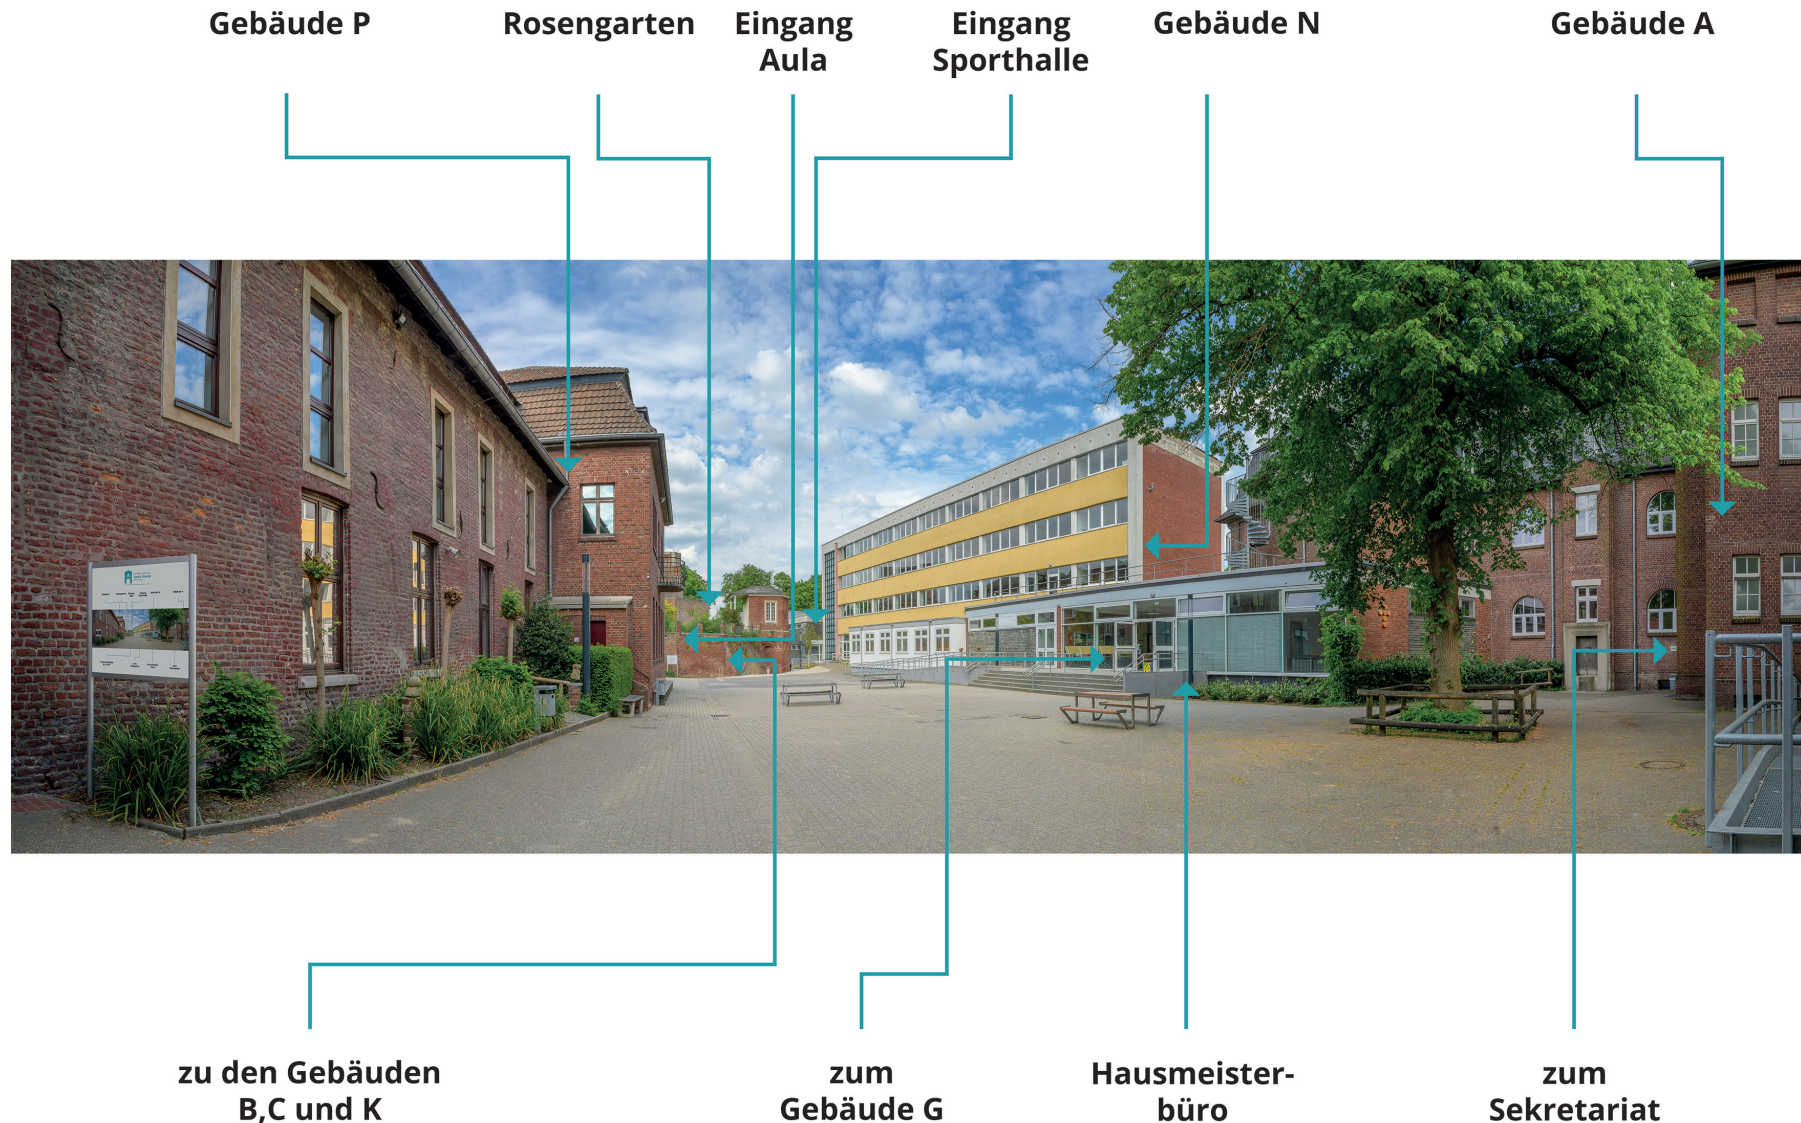 Gebäude P
Rosengarten
Eingang
Aula
Eingang
Sporthalle
Gebäude N
Gebäude A
zu den Gebäuden
B,C und K
zum
Gebäude G
Hausmeister-
büro
zum
Sekretariat